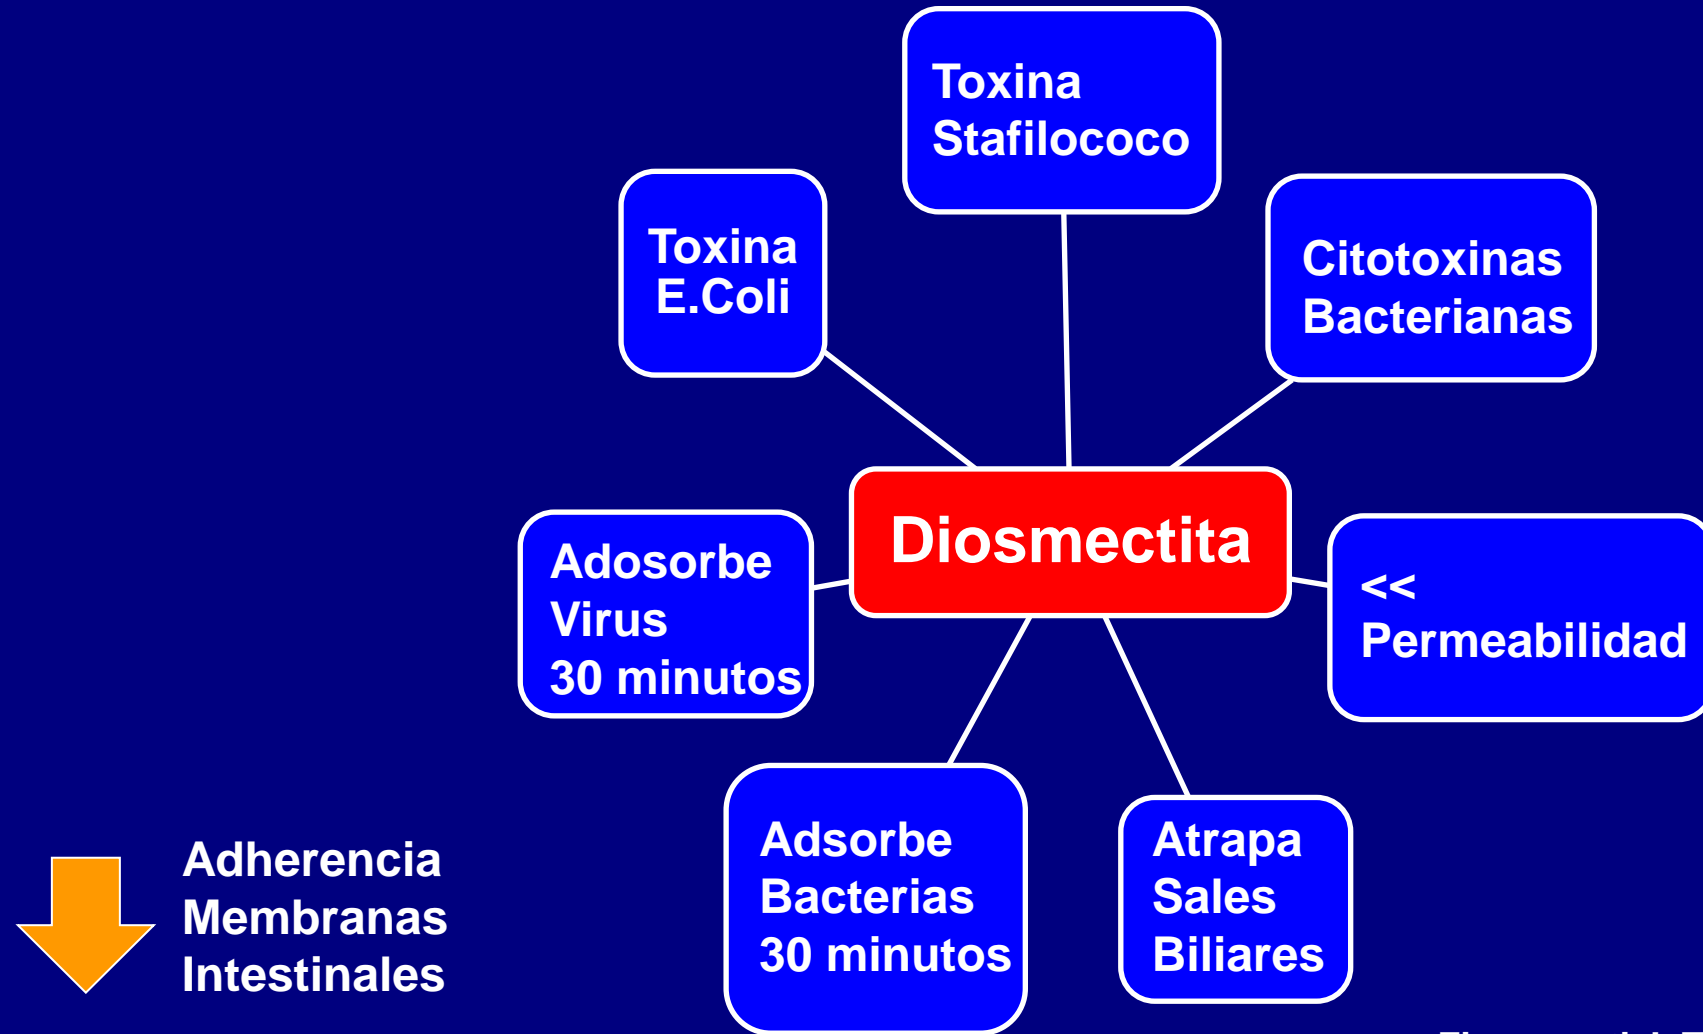 Toxina
Stafilococo
Toxina
E.Coli
Citotoxinas
Bacterianas
Diosmectita
Adosorbe
Virus
30 minutos
<<
Permeabilidad
Adsorbe
Bacterias
30 minutos
Atrapa
Sales
Biliares
Adherencia
Membranas
Intestinales